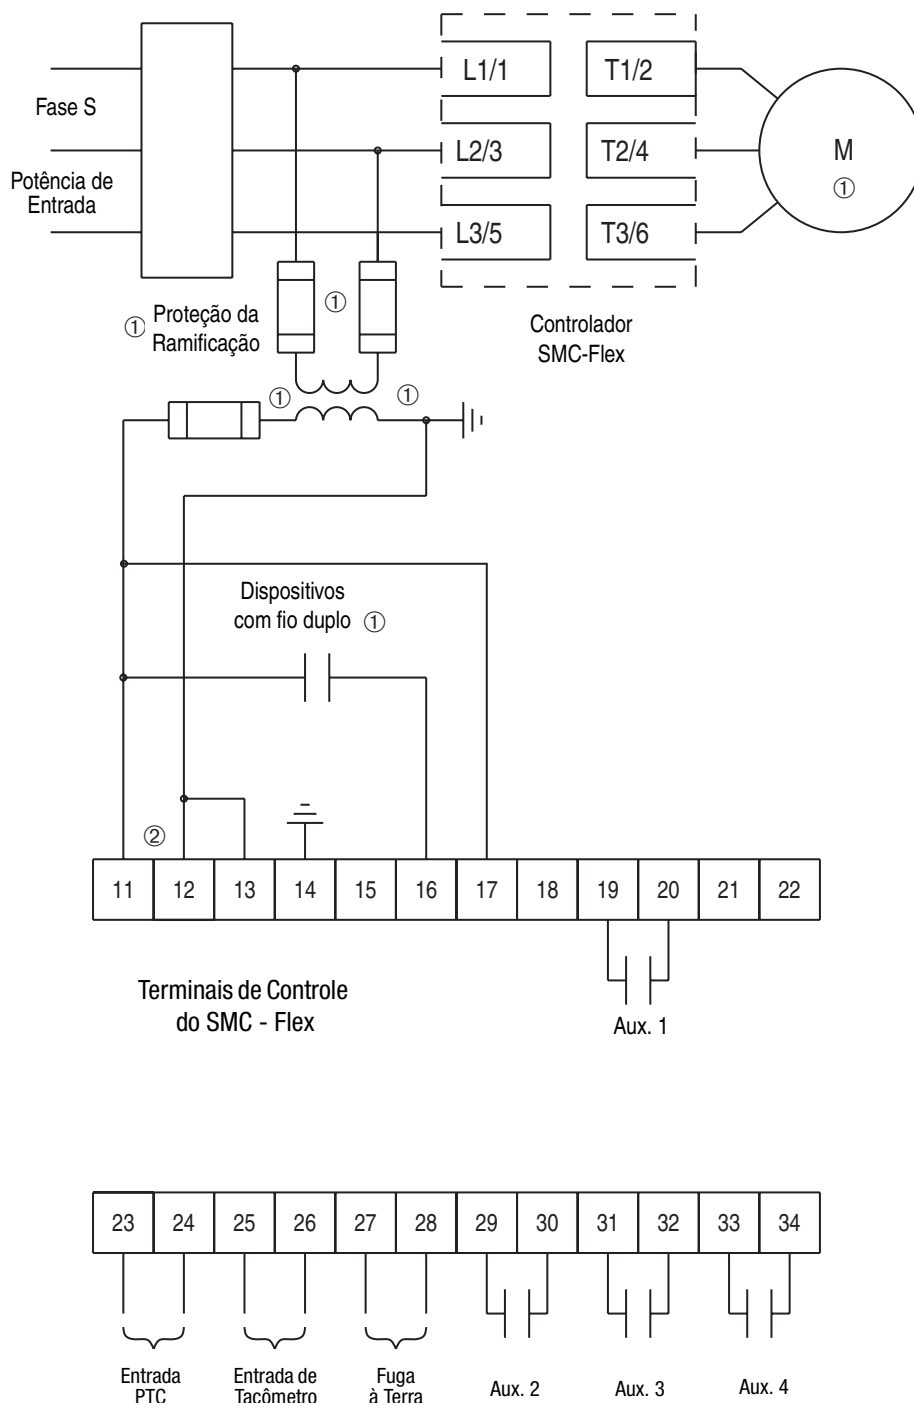 L1/1 T1/2
Fase S
L2/3 T2/4
M
①
Potência de
Entrada
L3/5 T3/6
①
① Proteção da
Ramificação
Controlador
SMC-Flex
① ①
Dispositivos
com fio duplo ①
②
11 12 13 14 15 16 17 18 19 20 21 22
Terminais de Controle
do SMC - Flex
Aux. 1
23 24 25 26 27 28 29 30 31 32 33 34
Entrada
PTC
Entrada de
Tacômetro
Fuga
à Terra
Aux. 2
Aux. 3
Aux. 4